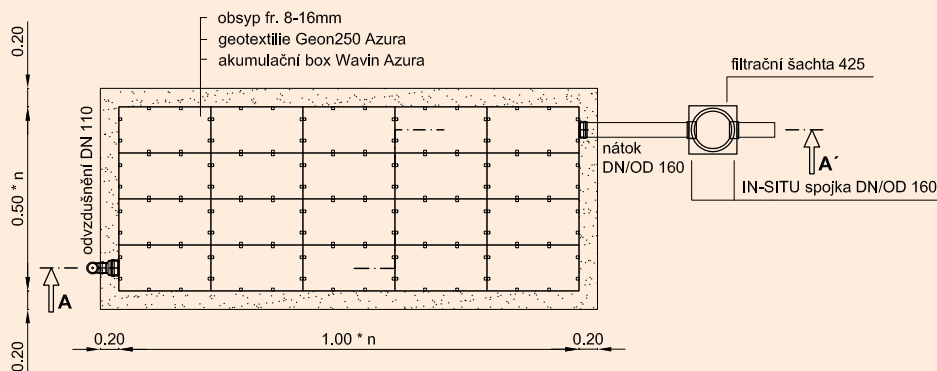 obsyp fr. 8-16mm
geotextilie Geon250 Azura
akumulační box Wavin Azura
filtrační šachta 425
0.20
odvzdušnění DN 110
0.50 * n
nátok
DN/OD 160
A´
IN-SITU spojka DN/OD 160
A
0.20
0.20
1.00 * n
0.20